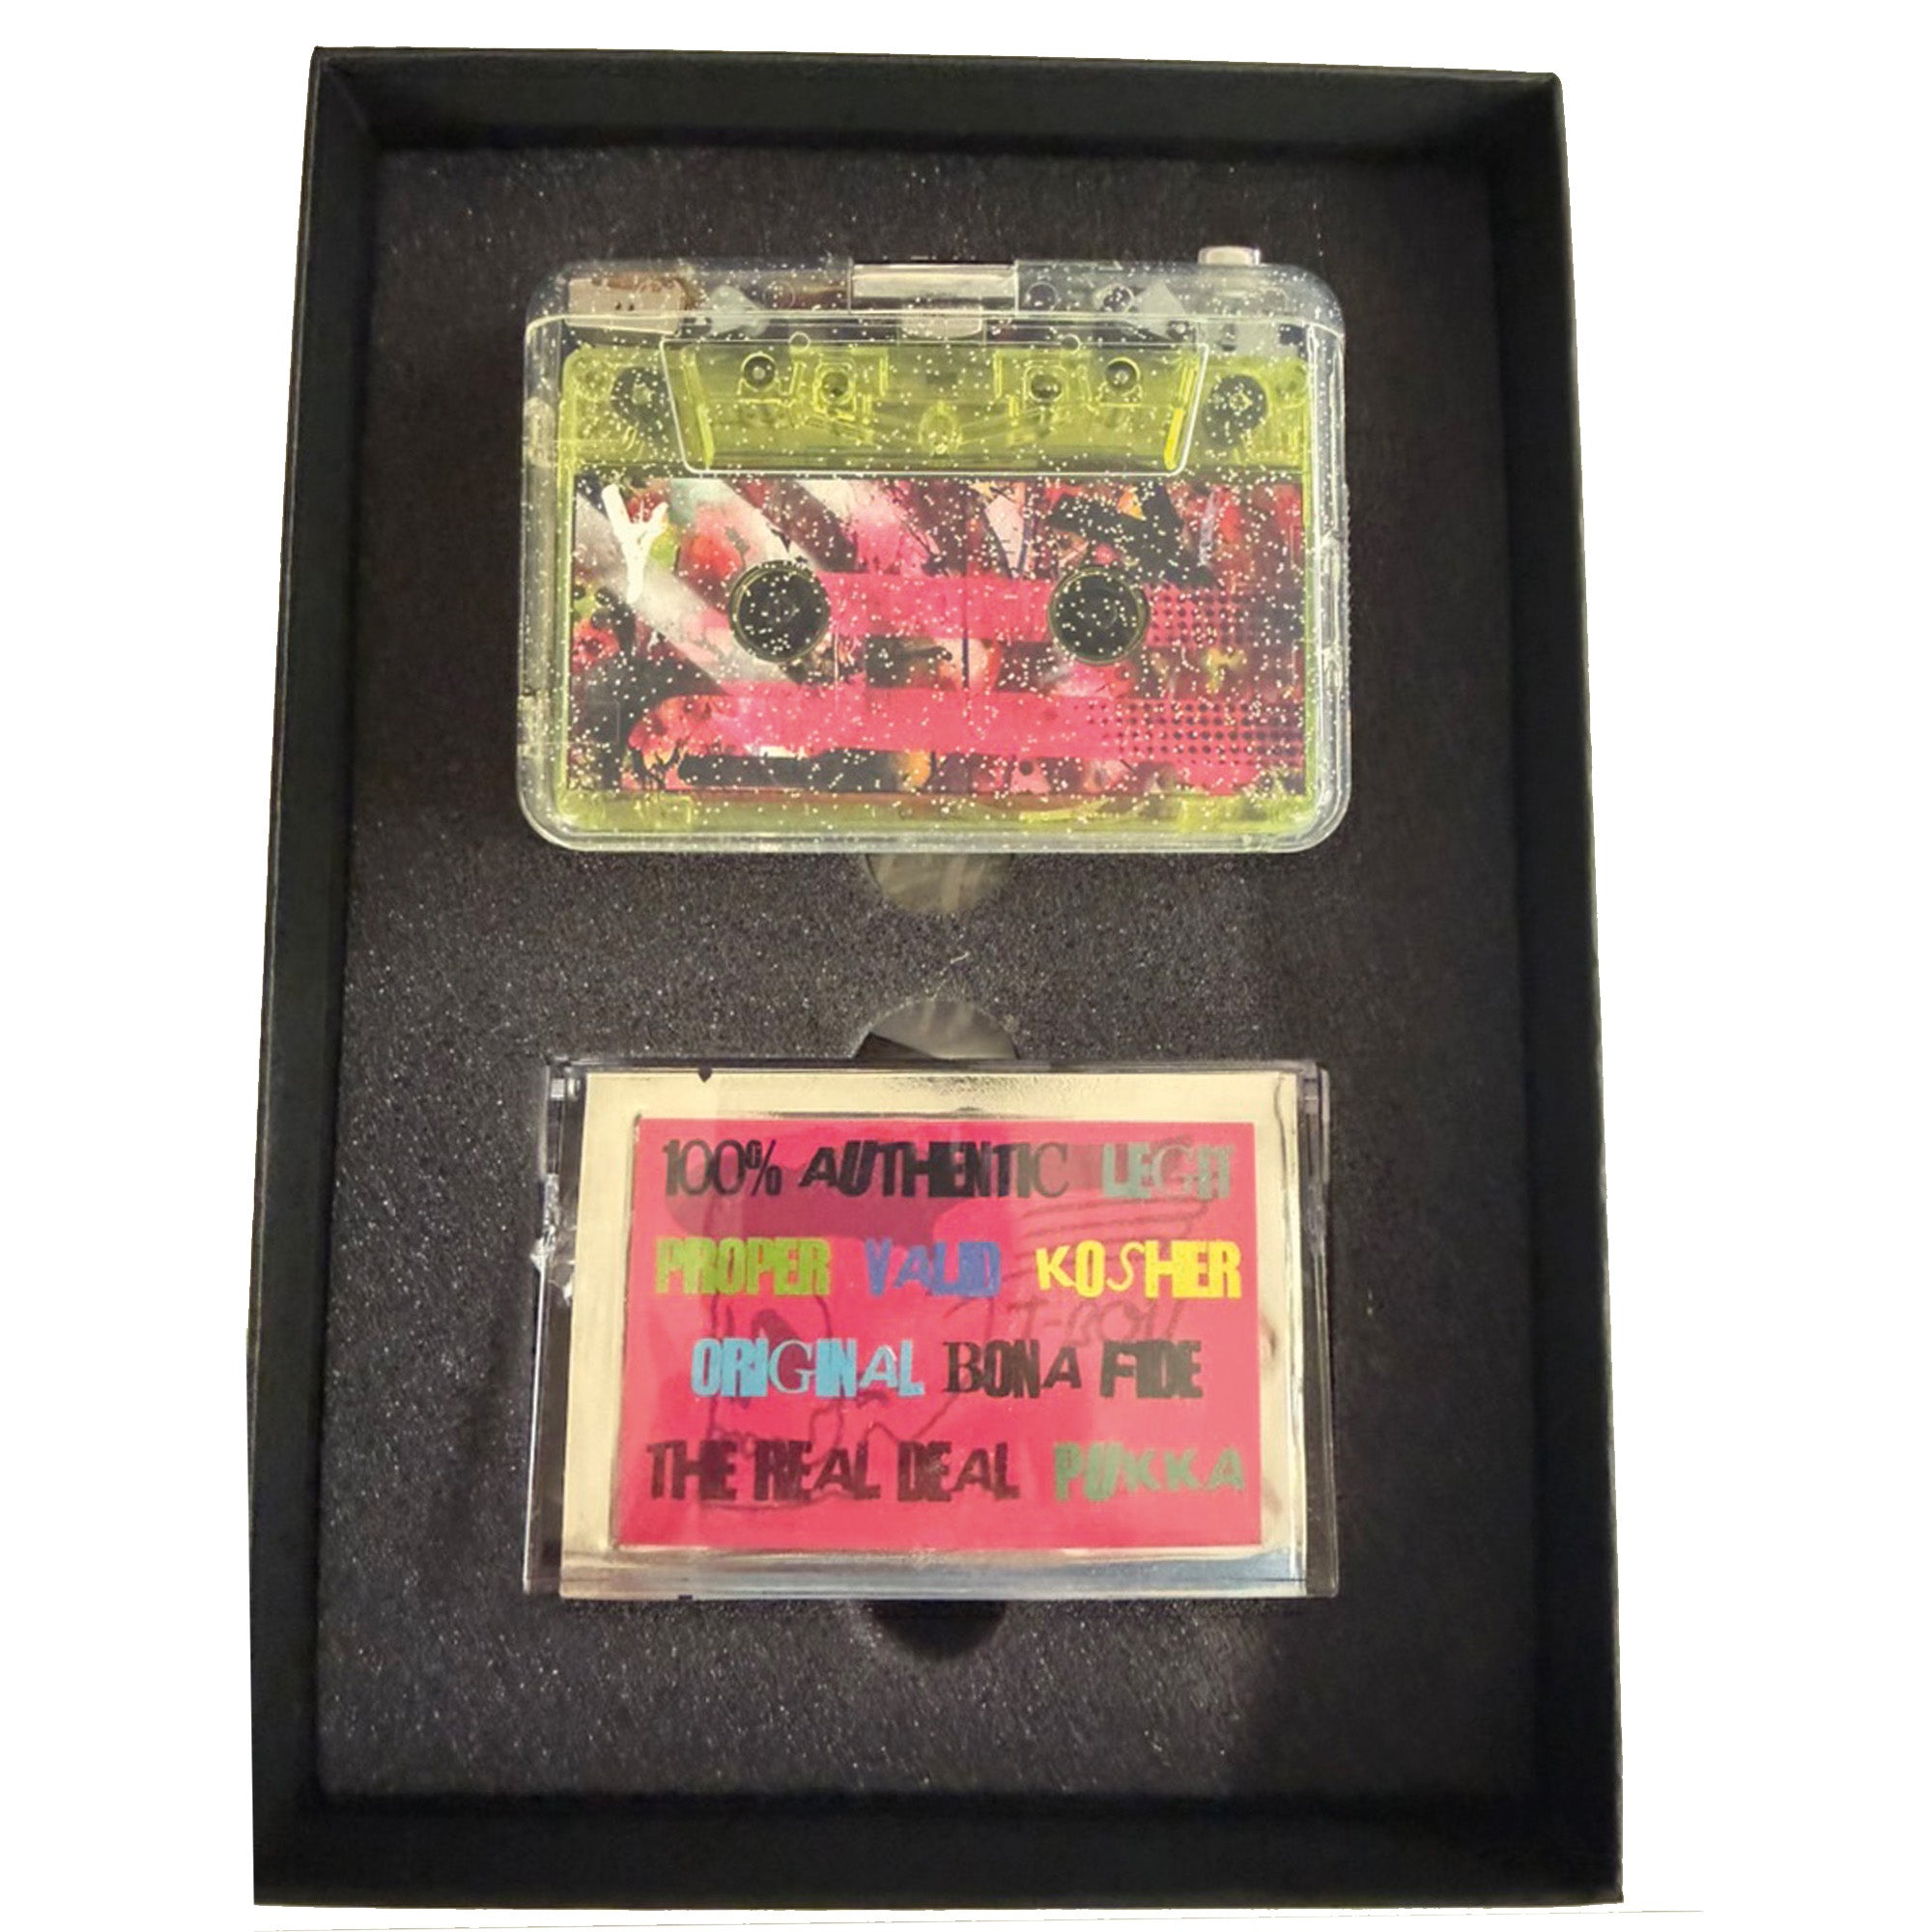 100% AUTHENTIC LEGIT
PROPER VALID KOSHER
ORIGINAL BONA FIDE
THE REAL DEAL PUKKA